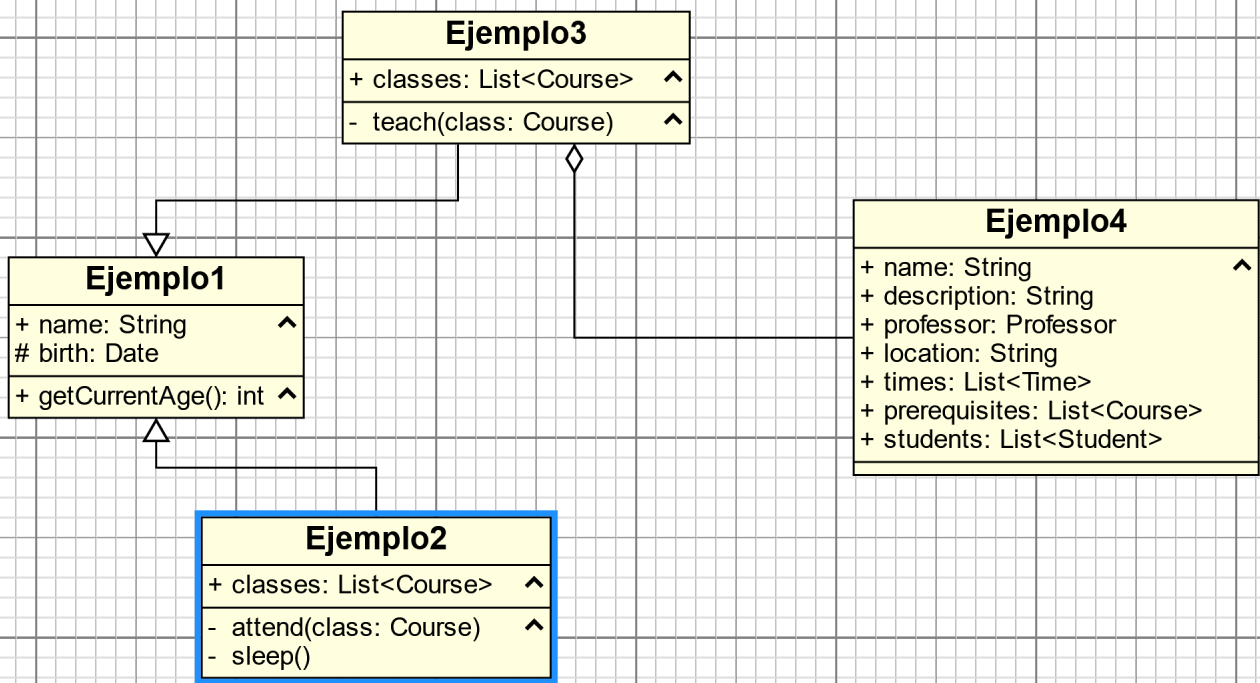 Ejemplo3
+ classes: List<Course>
- teach(class: Course)
Ejemplo1
+ name: String
# birth: Date
+ getCurrentAge(): int
Ejemplo4
+ name: String
+ description: String
+ professor: Professor
+ location: String
+ times: List<Time>
+ prerequisites: List<Course>
+ students: List<Student>
Ejemplo2
+ classes: List<Course>
- attend(class: Course)
- sleep()